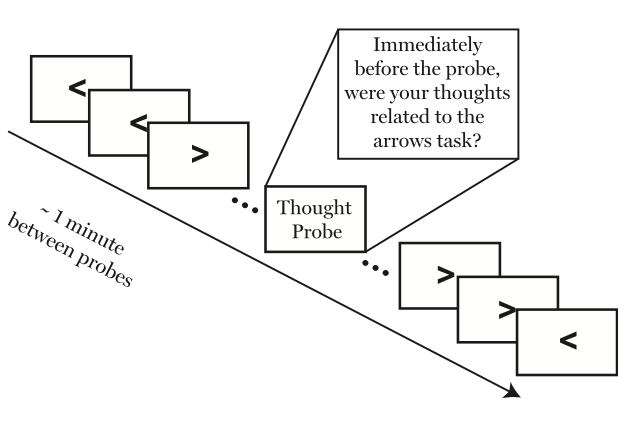 <
<
>
Immediately
before the probe,
were your thoughts
related to the
arrows task?
Thought
Probe
~ 1 minute
between probes
>
>
<